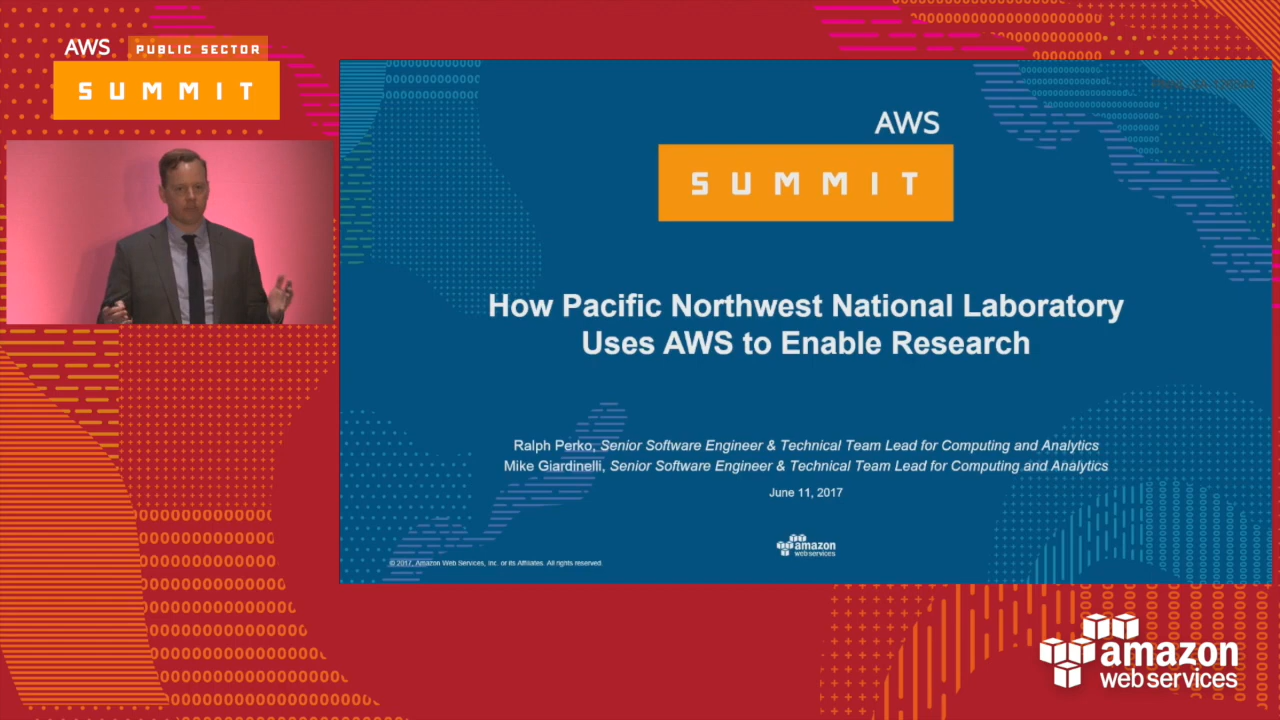 AWS PUBLIC SECTOR
SUMMIT
AWS
SUMMIT
How Pacific Northwest National Laboratory
Uses AWS to Enable Research
Ralph Perko, Senior Software Engineer & Technical Team Lead for Computing and Analytics
Mike Giardinelli, Senior Software Engineer & Technical Team Lead for Computing and Analytics
June 11, 2017
amazon
web services
© 2017, Amazon Web Services, Inc. or its Affiliates. All rights reserved.
amazon
web services